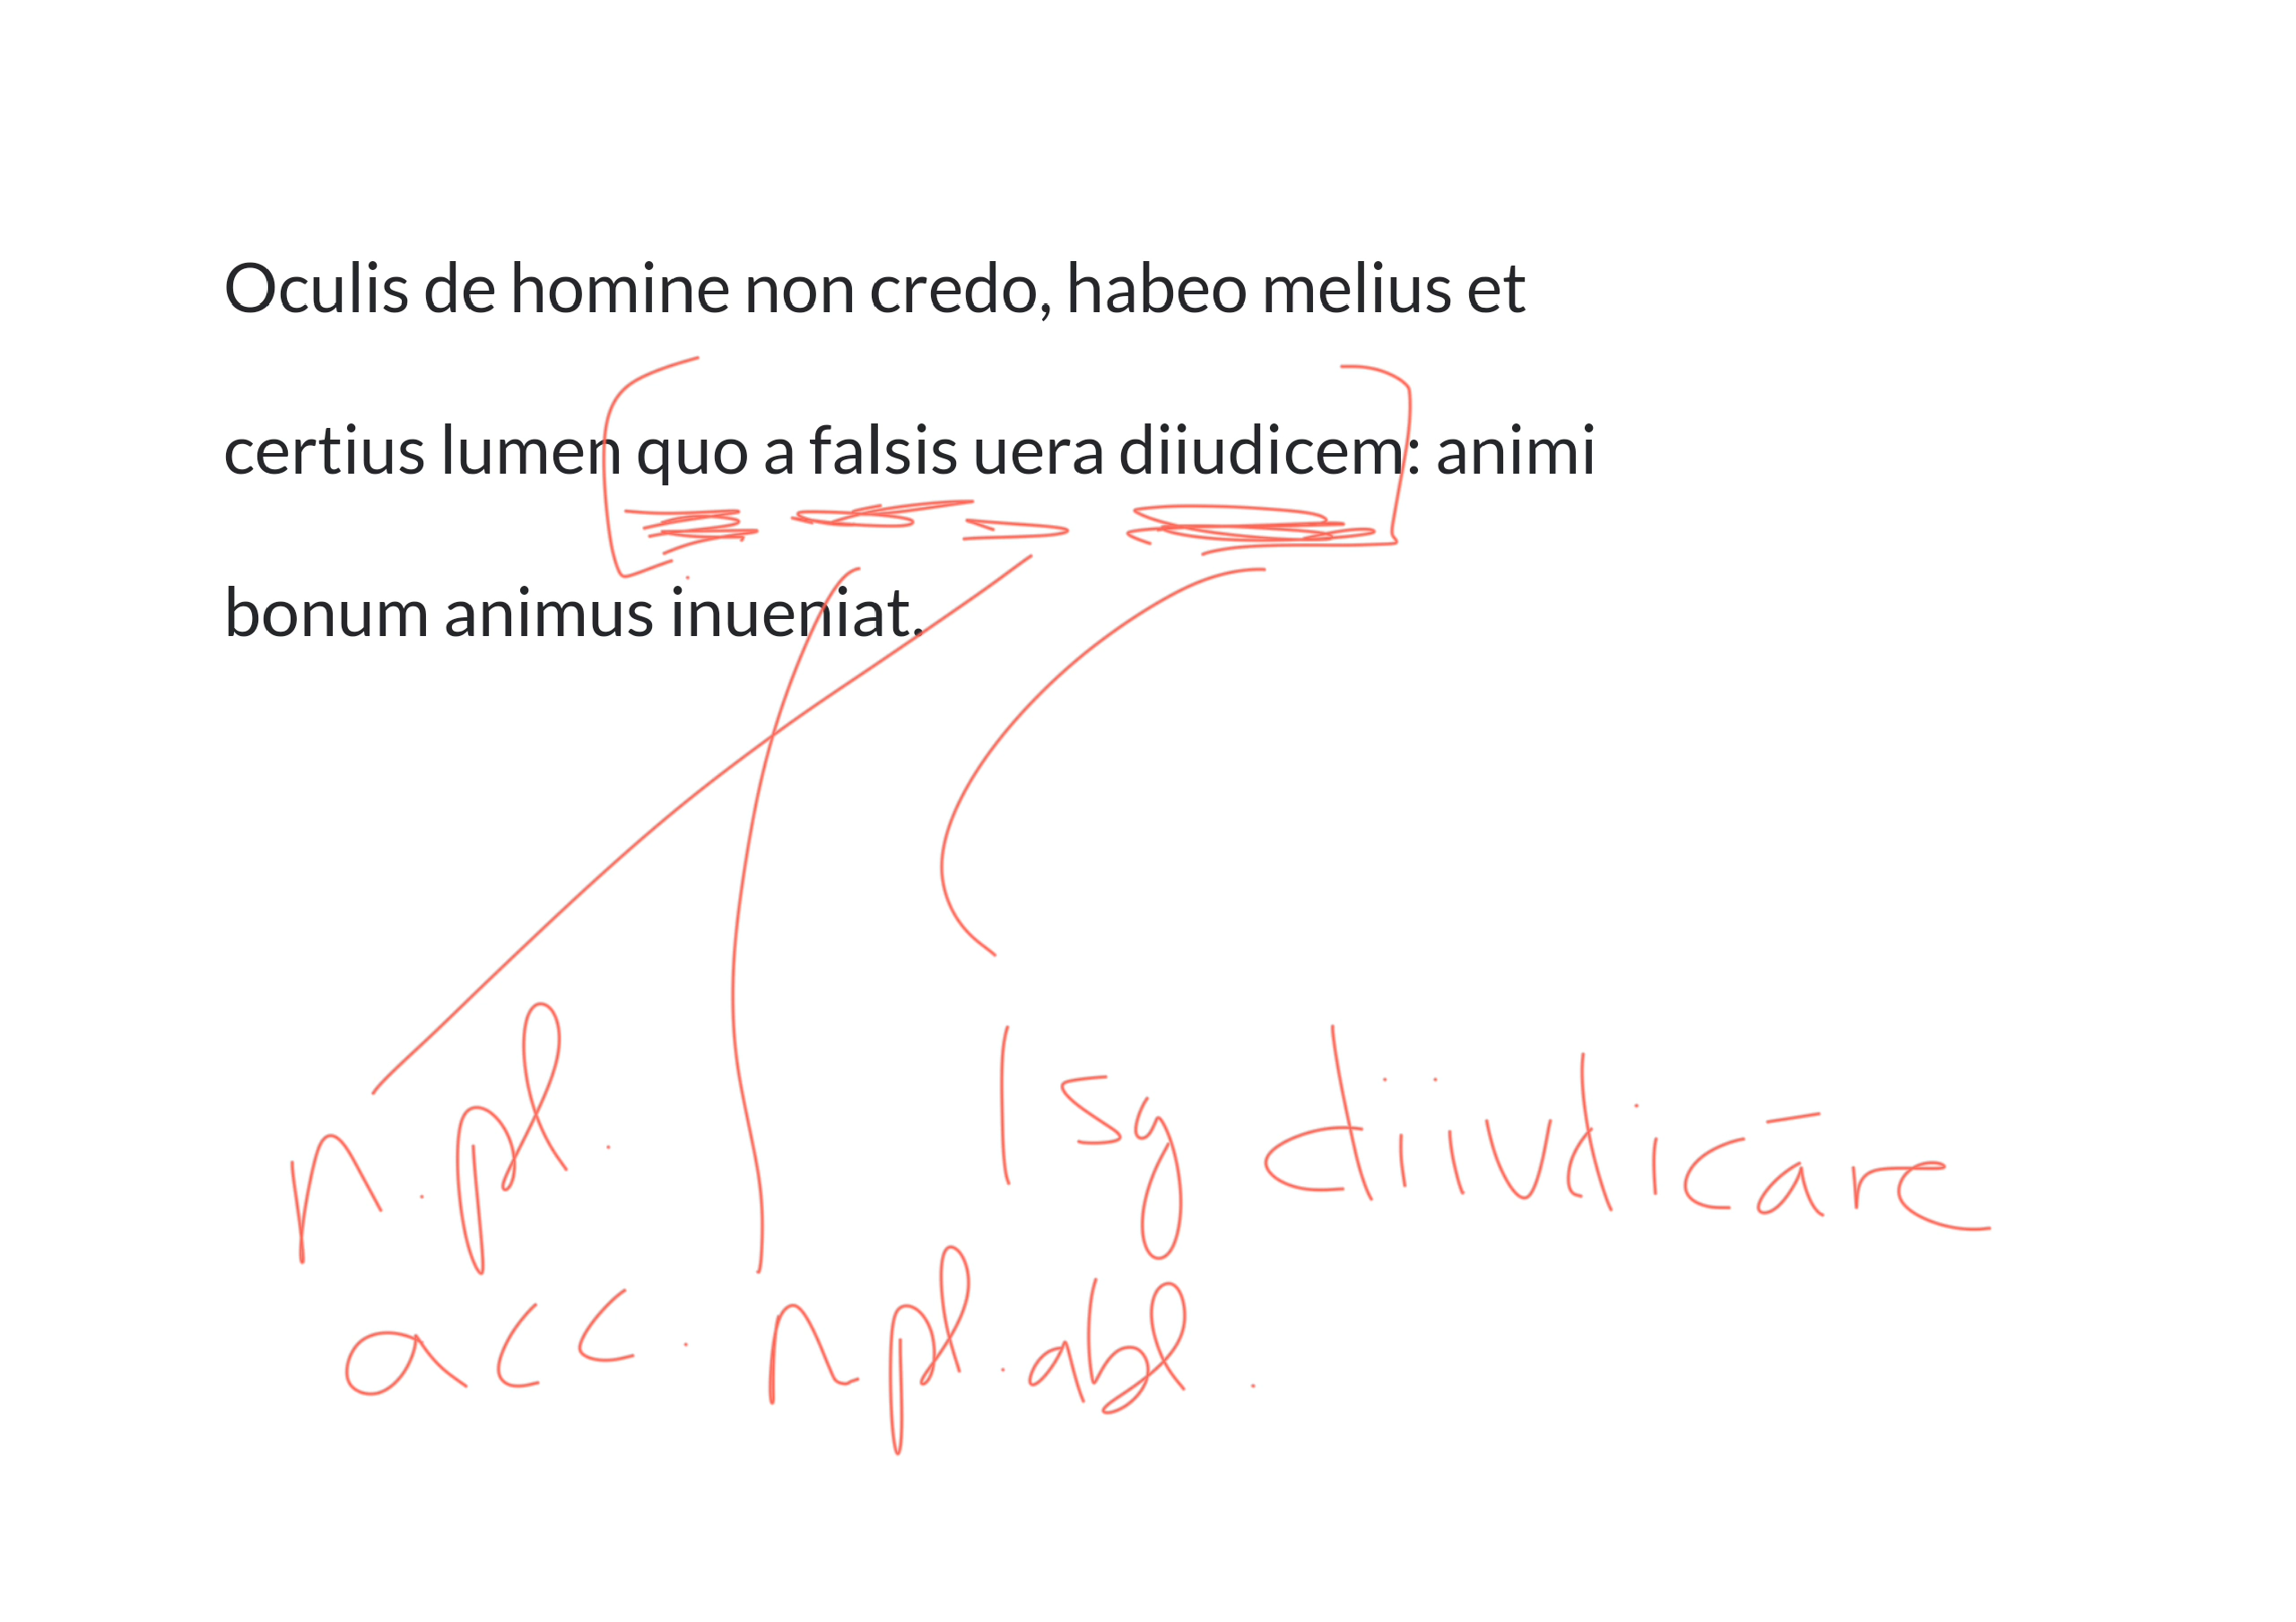 Oculis de homine non credo, habeo melius et
certius lumen quo a falsis uera diiudicem: animi
bonum animus inueniat.
n.pl. 1sg diiudicāre
acc. npl.abl.